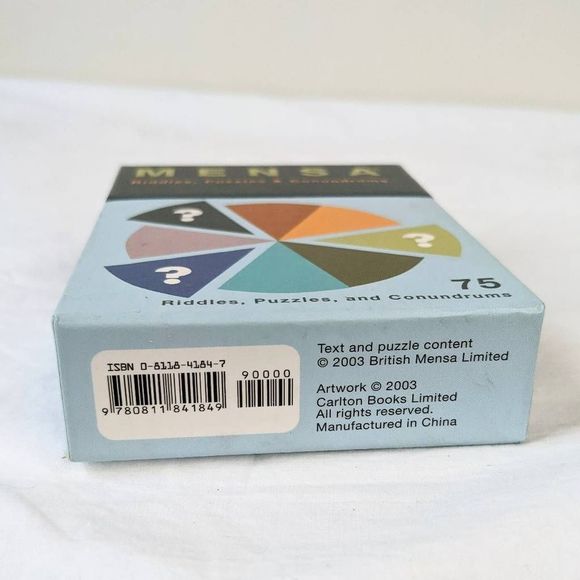 MENSA
Riddles, Puzzles & Conundrums
? ? ?
75
Riddles, Puzzles, and Conundrums
ISBN 0-8118-4184-7
90000
9 780811 841849
Text and puzzle content
© 2003 British Mensa Limited
Artwork © 2003
Carlton Books Limited
All rights reserved.
Manufactured in China